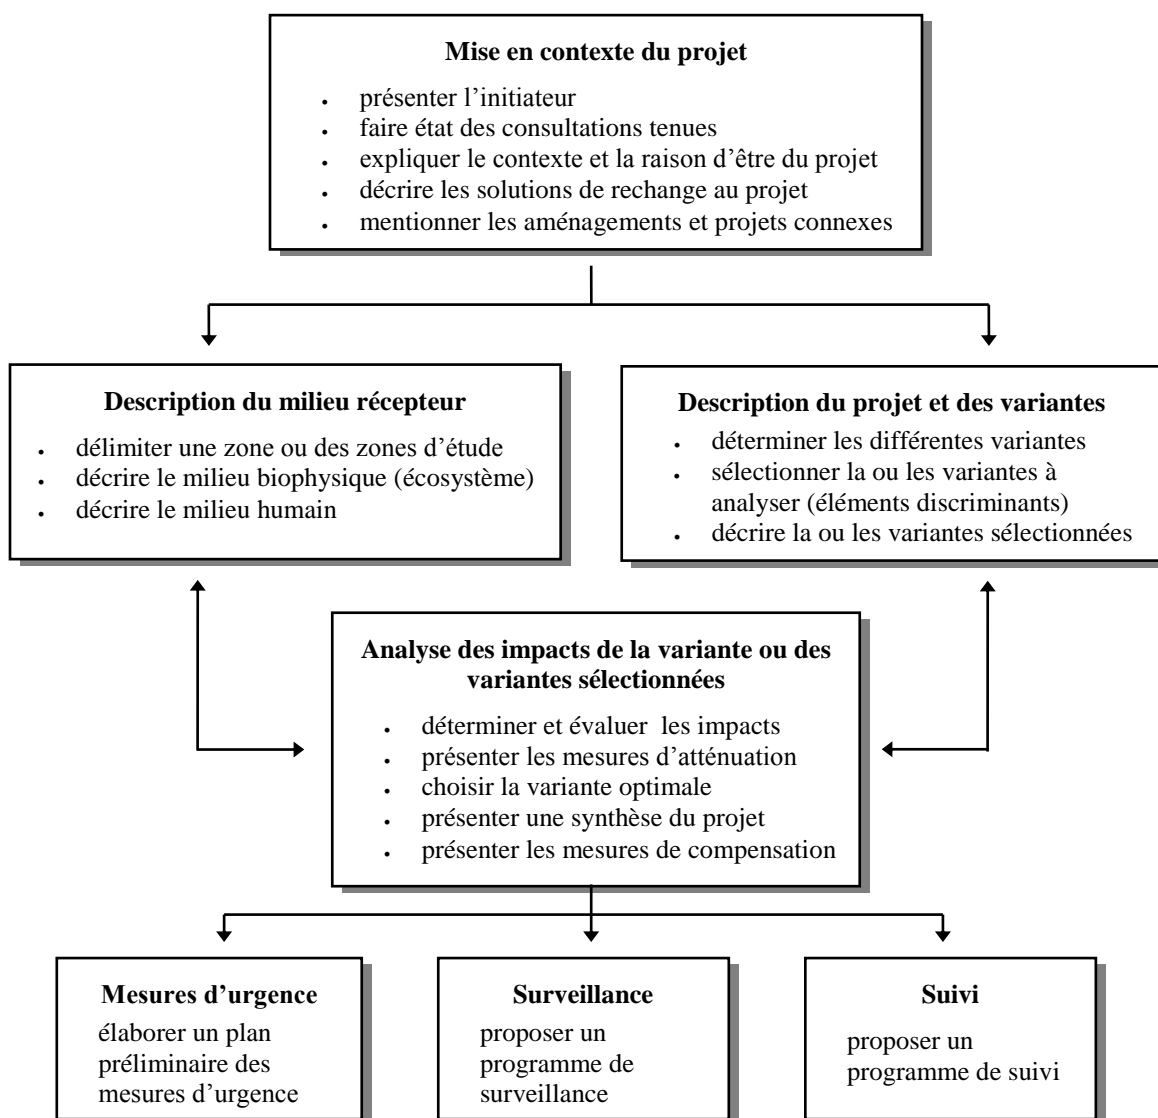 Mise en contexte du projet
• présenter l’initiateur
• faire état des consultations tenues
• expliquer le contexte et la raison d’être du projet
• décrire les solutions de rechange au projet
• mentionner les aménagements et projets connexes
Description du milieu récepteur
• délimiter une zone ou des zones d’étude
• décrire le milieu biophysique (écosystème)
• décrire le milieu humain
Description du projet et des variantes
• déterminer les différentes variantes
• sélectionner la ou les variantes à
analyser (éléments discriminants)
• décrire la ou les variantes sélectionnées
Analyse des impacts de la variante ou des
variantes sélectionnées
• déterminer et évaluer les impacts
• présenter les mesures d’atténuation
• choisir la variante optimale
• présenter une synthèse du projet
• présenter les mesures de compensation
Mesures d’urgence
élaborer un plan
préliminaire des
mesures d’urgence
Surveillance
proposer un
programme de
surveillance
Suivi
proposer un
programme de suivi